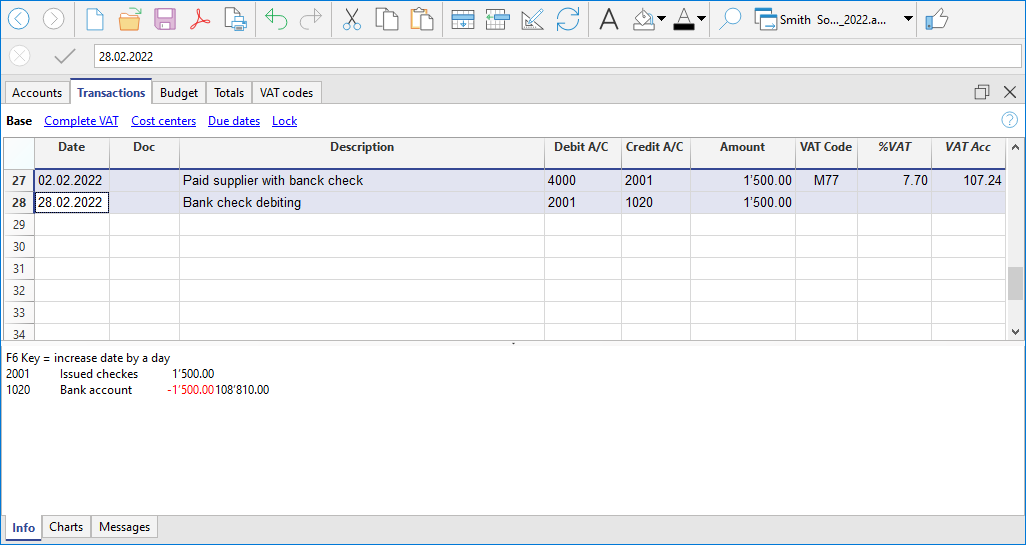 Smith So..._2022.a...
28.02.2022
Accounts Transactions Budget Totals VAT codes
Base Complete VAT Cost centers Due dates Lock
Date Doc Description Debit A/C Credit A/C Amount VAT Code %VAT VAT Acc
27 02.02.2022 Paid supplier with banck check 4000 2001 1'500.00 M77 7.70 107.24
28 28.02.2022 Bank check debiting 2001 1020 1'500.00
29
30
31
32
33
34
F6 Key = increase date by a day
2001 Issued checkes 1'500.00
1020 Bank account -1'500.00 108'810.00
Info Charts Messages